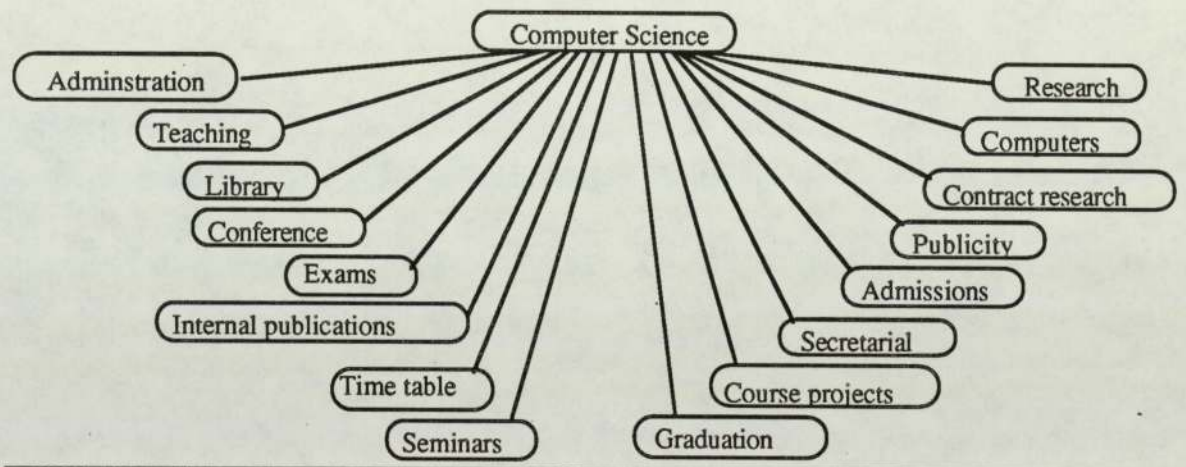 Computer Science
Adminstration
Research
Teaching
Computers
Library
Contract research
Conference
Publicity
Exams
Admissions
Internal publications
Secretarial
Time table
Course projects
Seminars
Graduation